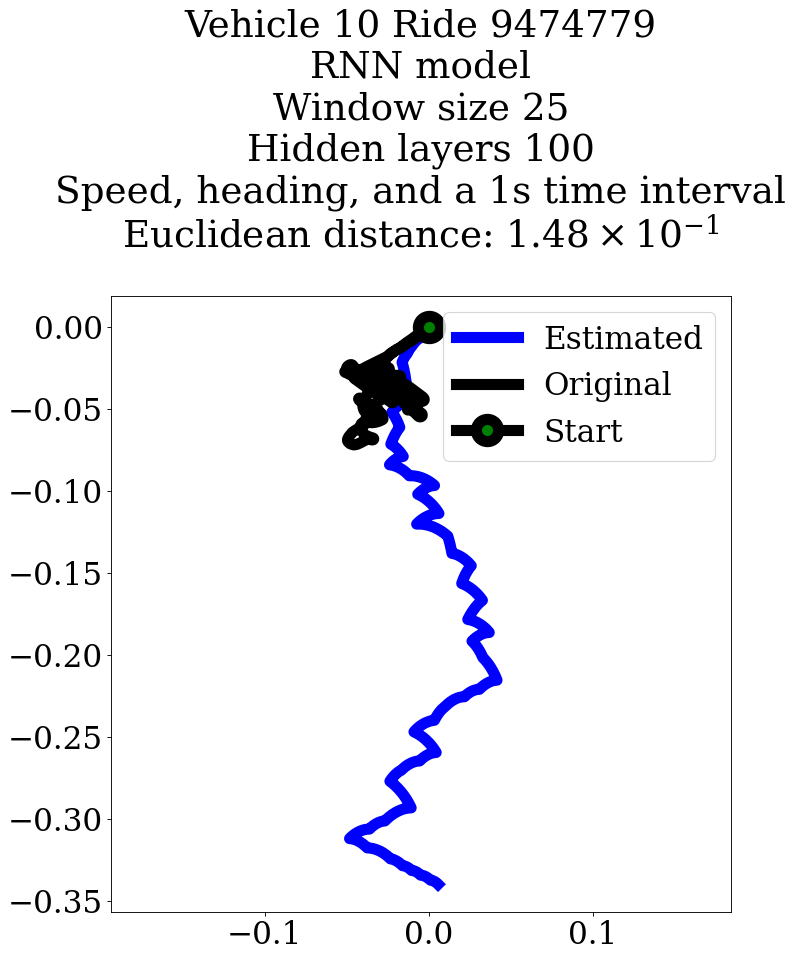 Vehicle 10 Ride 9474779
RNN model
Window size 25
Hidden layers 100
Speed, heading, and a 1s time interval
Euclidean distance: 1.48 × 10⁻¹
Estimated
Original
Start
0.00
−0.05
−0.10
−0.15
−0.20
−0.25
−0.30
−0.35
−0.1 0.0 0.1